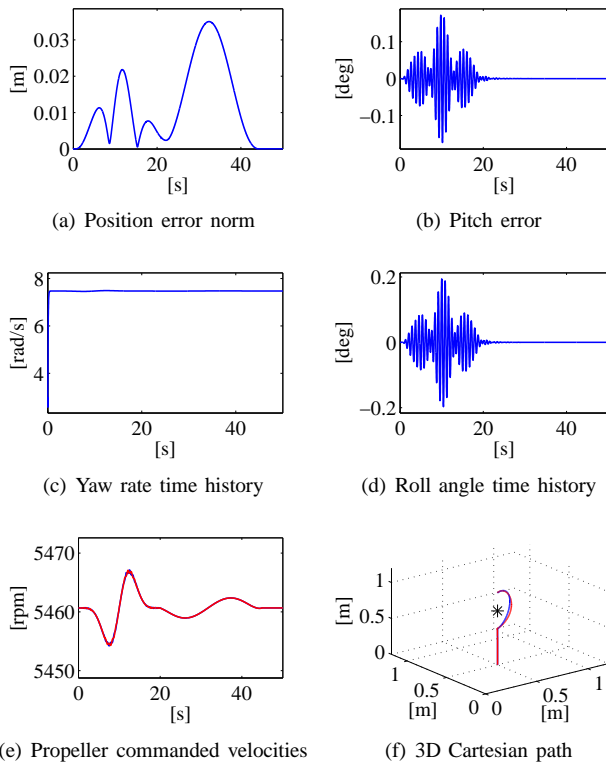 0.03
0.02
0.01
0
[m]
0
20
40
[s]
(a) Position error norm
0.1
0
−0.1
[deg]
0
20
40
[s]
(b) Pitch error
8
6
4
[rad/s]
0
20
40
[s]
(c) Yaw rate time history
0.2
0
−0.2
[deg]
0
20
40
[s]
(d) Roll angle time history
5470
5460
5450
[rpm]
0
20
40
[s]
(e) Propeller commanded velocities
1
0.5
0
[m]
1
0.5
0
[m]
0
0.5
1
[m]
(f) 3D Cartesian path